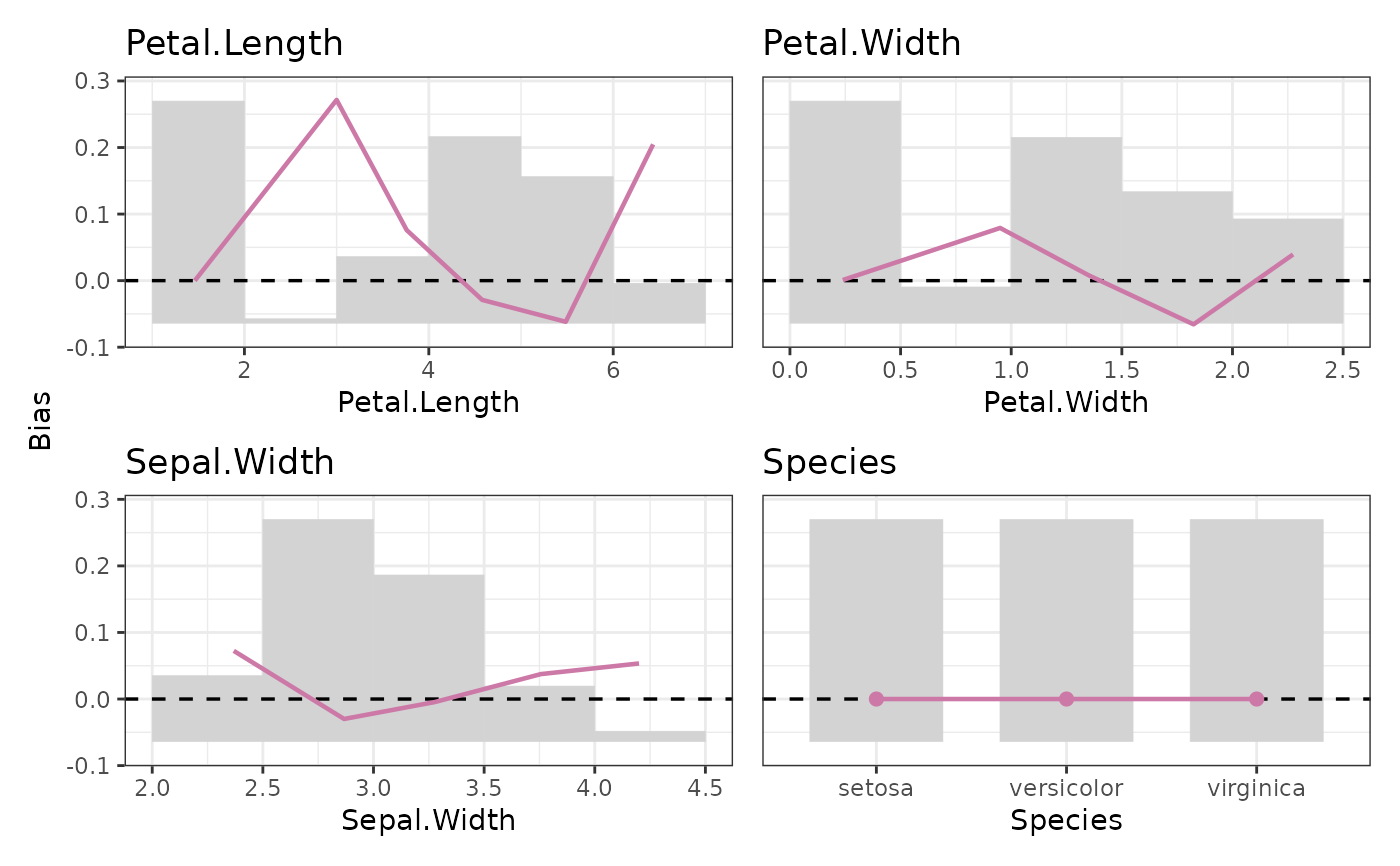 Petal.Length
Petal.Width
0.3
0.2
0.1
0.0
-0.1
2 4 6
0.0 0.5 1.0 1.5 2.0 2.5
Petal.Length
Petal.Width
Bias
Sepal.Width
Species
0.3
0.2
0.1
0.0
-0.1
2.0 2.5 3.0 3.5 4.0 4.5
setosa versicolor virginica
Sepal.Width
Species